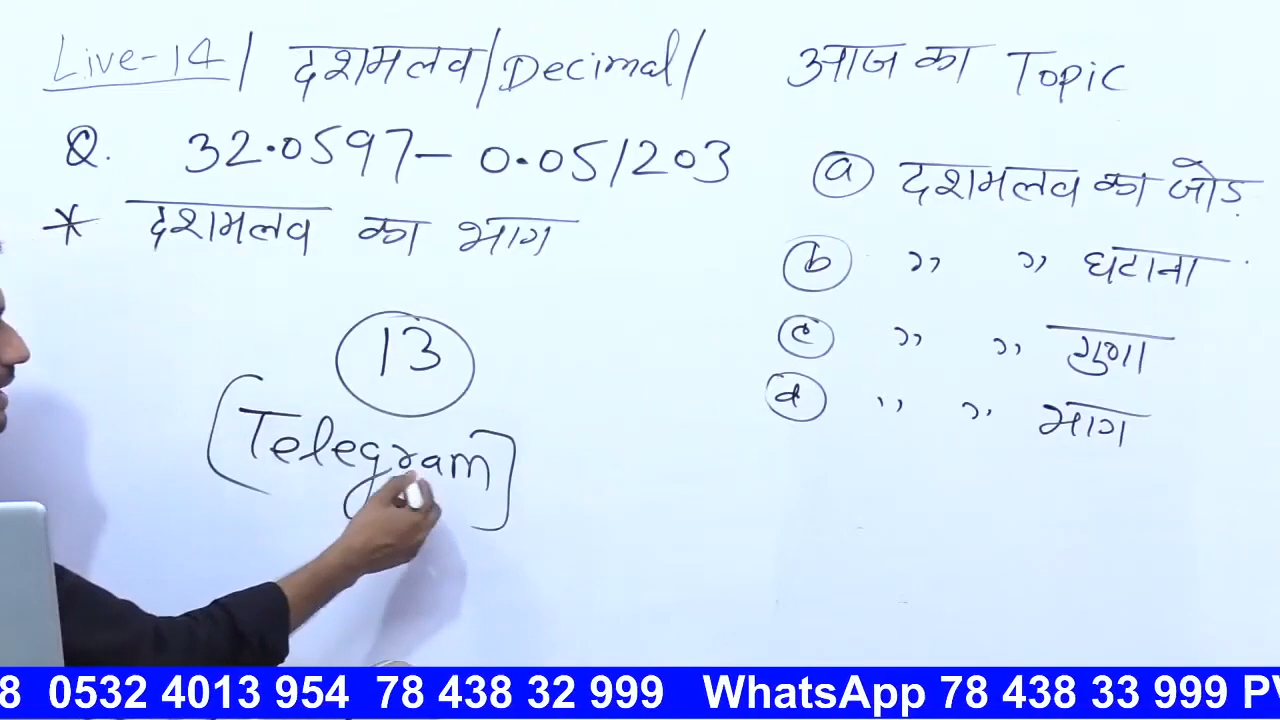 Live-14 / दशमलव / Decimal /
Q. 32.0597 - 0.051203
* दशमलव का भाग
13
(Telegram]
आज का Topic
(a) दशमलव का जोड़
(b) ,, ,, घटाना
(c) ,, ,, गुणा
(d) ,, ,, भाग
8 0532 4013 954 78 438 32 999 WhatsApp 78 438 33 999 PV